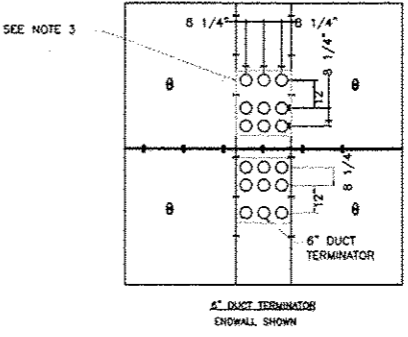 8 1/4" 8 1/4"
SEE NOTE 3
8 1/4"
12"
8 1/4"
12"
6" DUCT
TERMINATOR
6" DUCT TERMINATOR
ENDWALL SHOWN